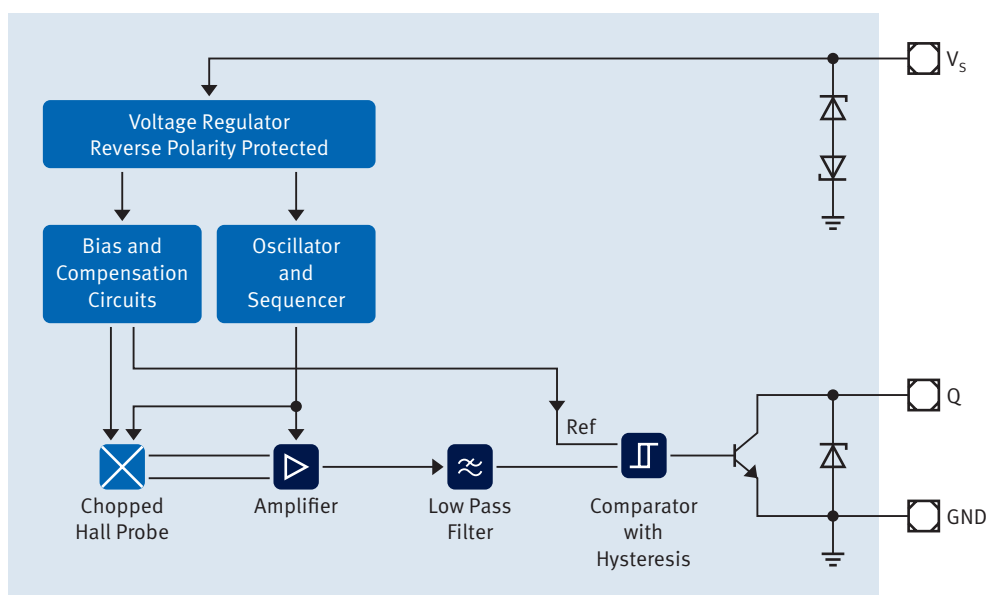 V_S
Voltage Regulator
Reverse Polarity Protected
Bias and
Compensation
Circuits
Oscillator
and
Sequencer
Q
Ref
Chopped
Hall Probe
Amplifier
Low Pass
Filter
Comparator
with
Hysteresis
GND